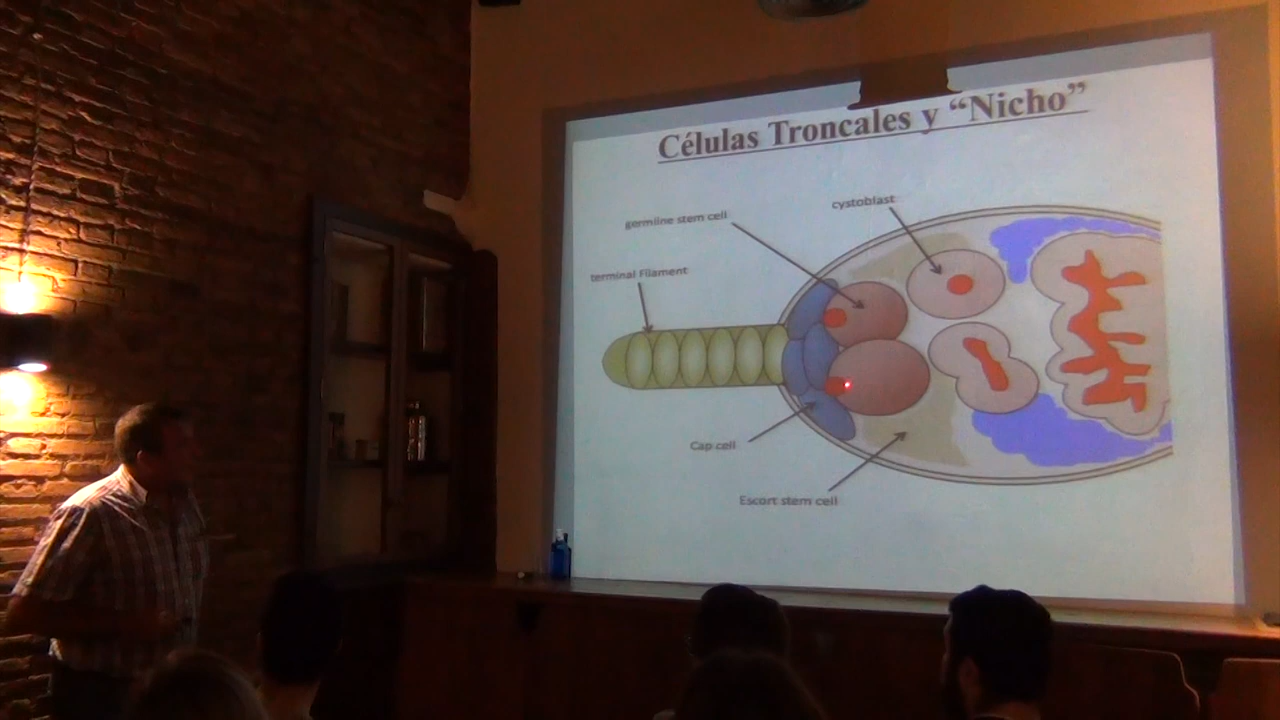 Células Troncales y “Nicho”
cystoblast
germline stem cell
terminal Filament
Cap cell
Escort stem cell